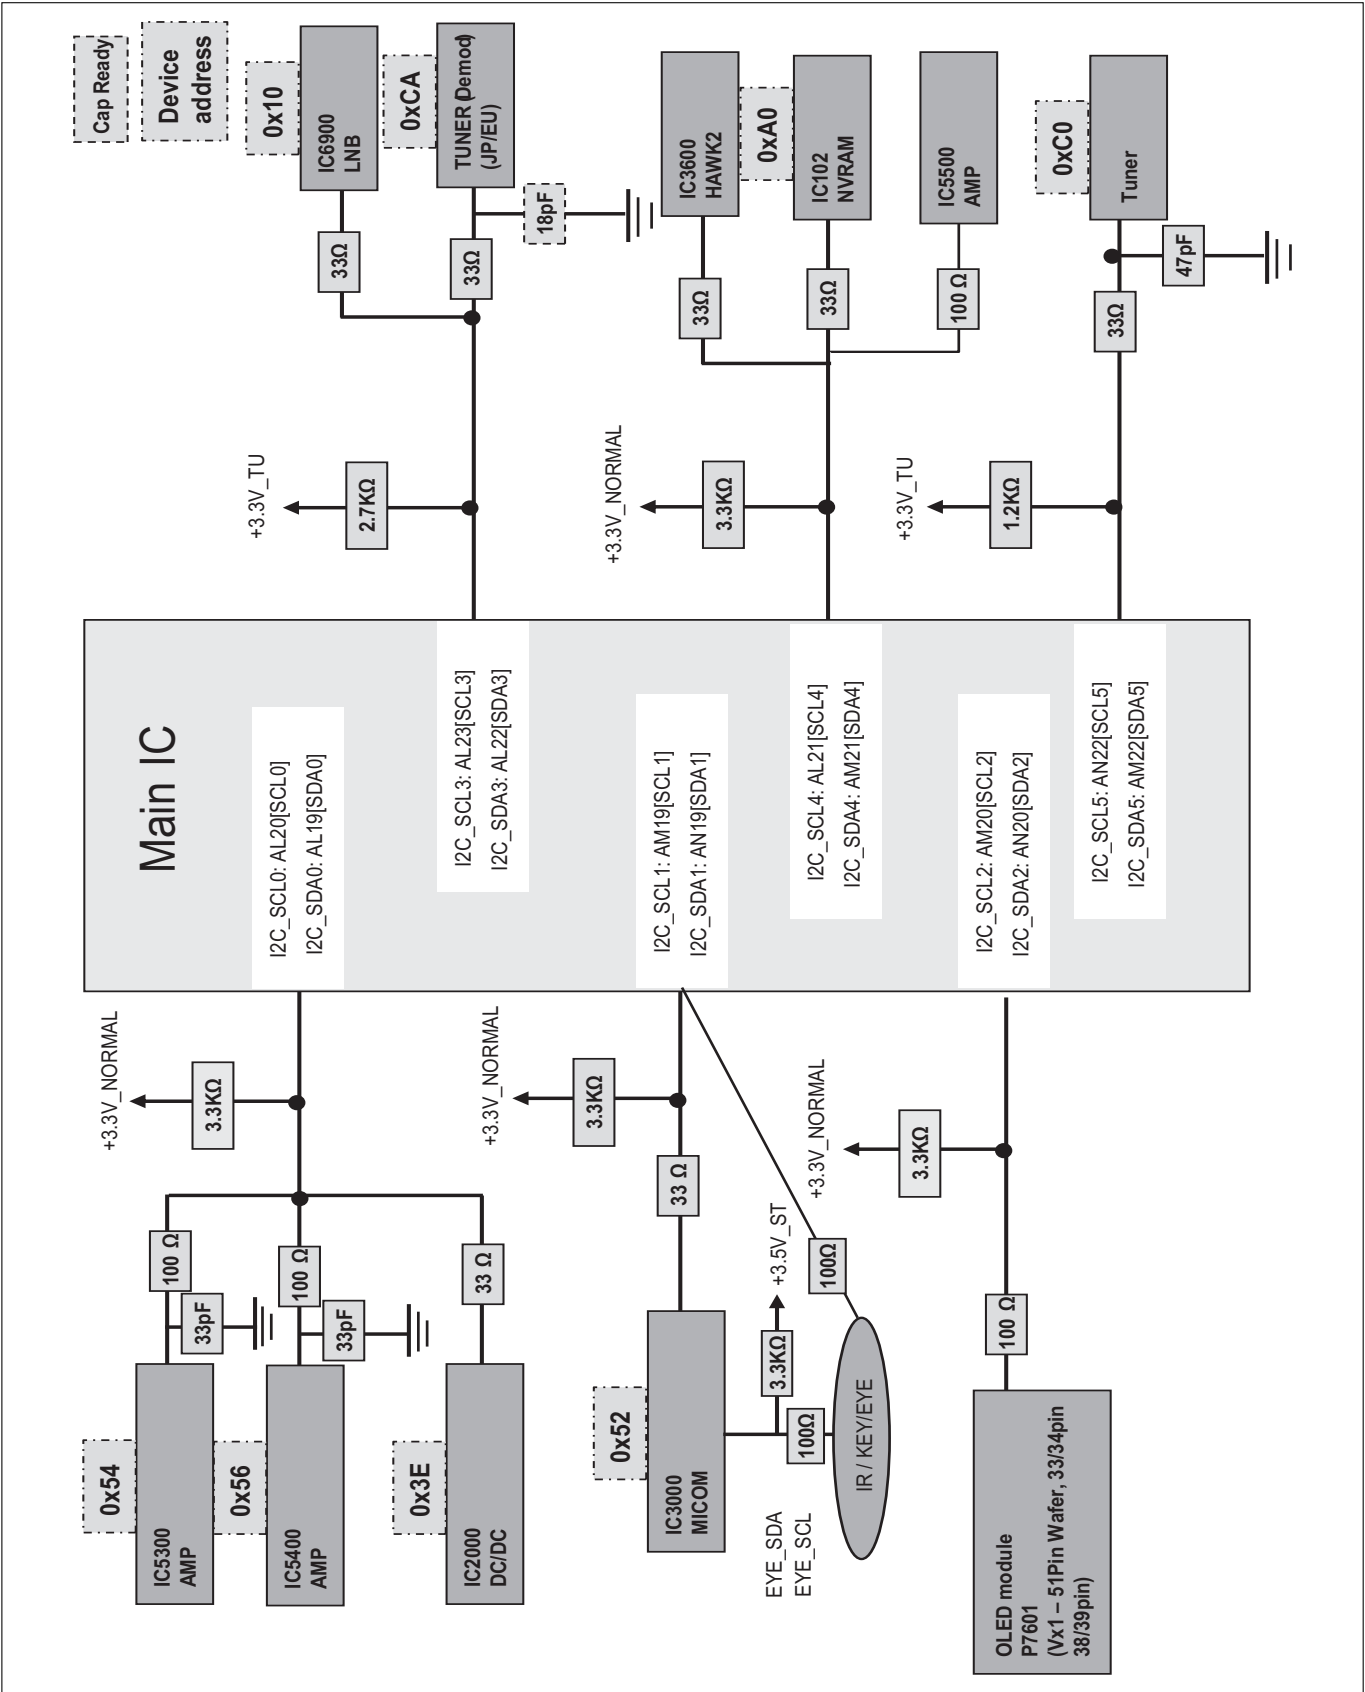 Cap Ready
Device
address
0x10
IC6900
LNB
0xCA
TUNER (Demod)
(JP/EU)
33Ω
33Ω
18pF
+3.3V_TU
2.7KΩ
IC3600
HAWK2
0xA0
IC102
NVRAM
IC5500
AMP
33Ω
33Ω
100 Ω
+3.3V_NORMAL
3.3KΩ
0xC0
Tuner
47pF
33Ω
+3.3V_TU
1.2KΩ
Main IC
I2C_SCL0: AL20[SCL0]
I2C_SDA0: AL19[SDA0]
I2C_SCL3: AL23[SCL3]
I2C_SDA3: AL22[SDA3]
I2C_SCL1: AM19[SCL1]
I2C_SDA1: AN19[SDA1]
I2C_SCL4: AL21[SCL4]
I2C_SDA4: AM21[SDA4]
I2C_SCL2: AM20[SCL2]
I2C_SDA2: AN20[SDA2]
I2C_SCL5: AN22[SCL5]
I2C_SDA5: AM22[SDA5]
+3.3V_NORMAL
3.3KΩ
100 Ω
33pF
100 Ω
33pF
33 Ω
0x54
IC5300
AMP
0x56
IC5400
AMP
0x3E
IC2000
DC/DC
+3.3V_NORMAL
3.3KΩ
33 Ω
0x52
IC3000
MICOM
+3.5V_ST
3.3KΩ
100Ω
100Ω
IR / KEY/EYE
EYE_SDA
EYE_SCL
+3.3V_NORMAL
3.3KΩ
100 Ω
OLED module
P7601
(Vx1 – 51Pin Wafer, 33/34pin
38/39pin)